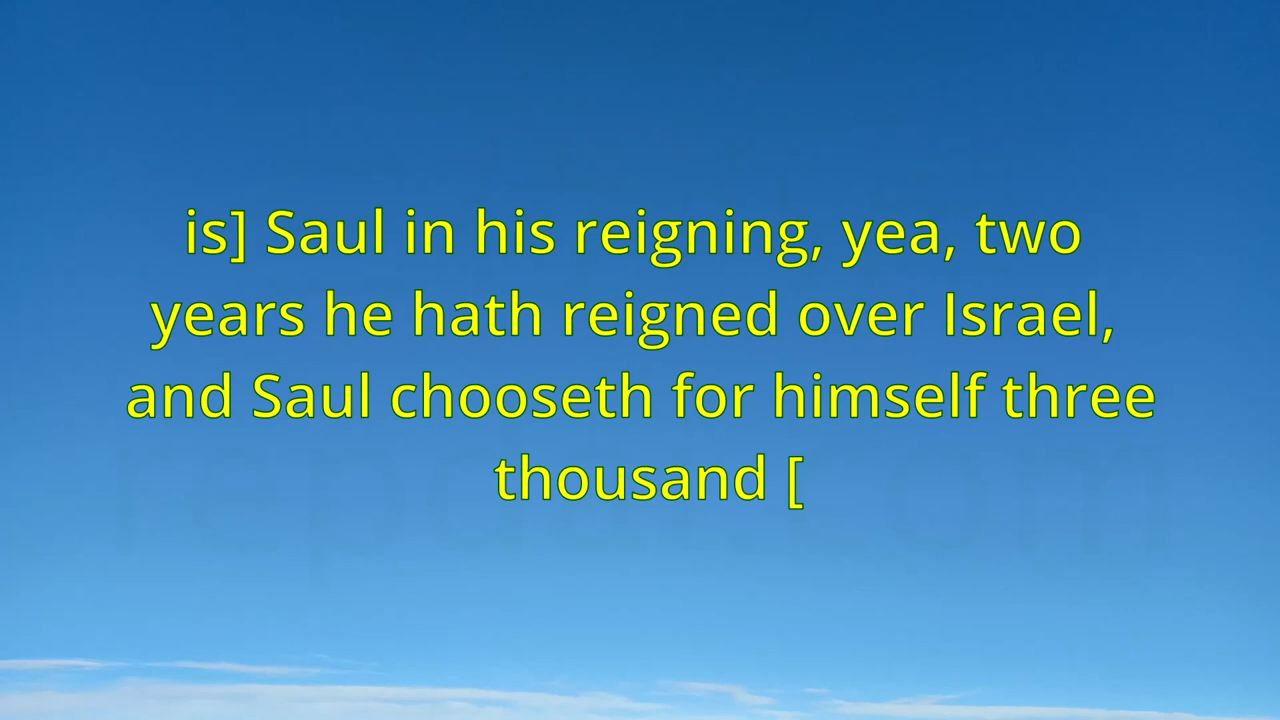 is] Saul in his reigning, yea, two
years he hath reigned over Israel,
and Saul chooseth for himself three
thousand [